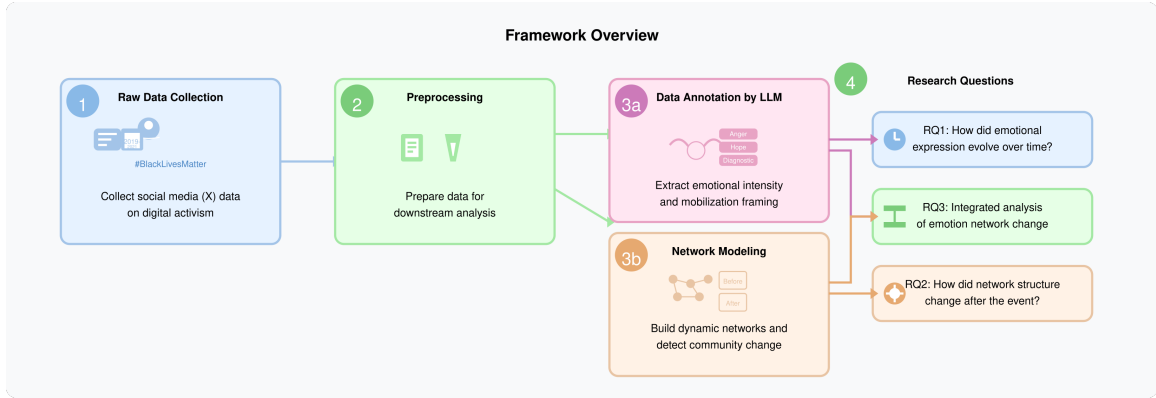 Framework Overview
1
Raw Data Collection
2019
#BlackLivesMatter
Collect social media (X) data
on digital activism
2
Preprocessing
Prepare data for
downstream analysis
3a
Data Annotation by LLM
Anger
Hope
Diagnostic
Extract emotional intensity
and mobilization framing
3b
Network Modeling
Before
After
Build dynamic networks and
detect community change
4
Research Questions
RQ1: How did emotional
expression evolve over time?
RQ3: Integrated analysis
of emotion network change
RQ2: How did network structure
change after the event?